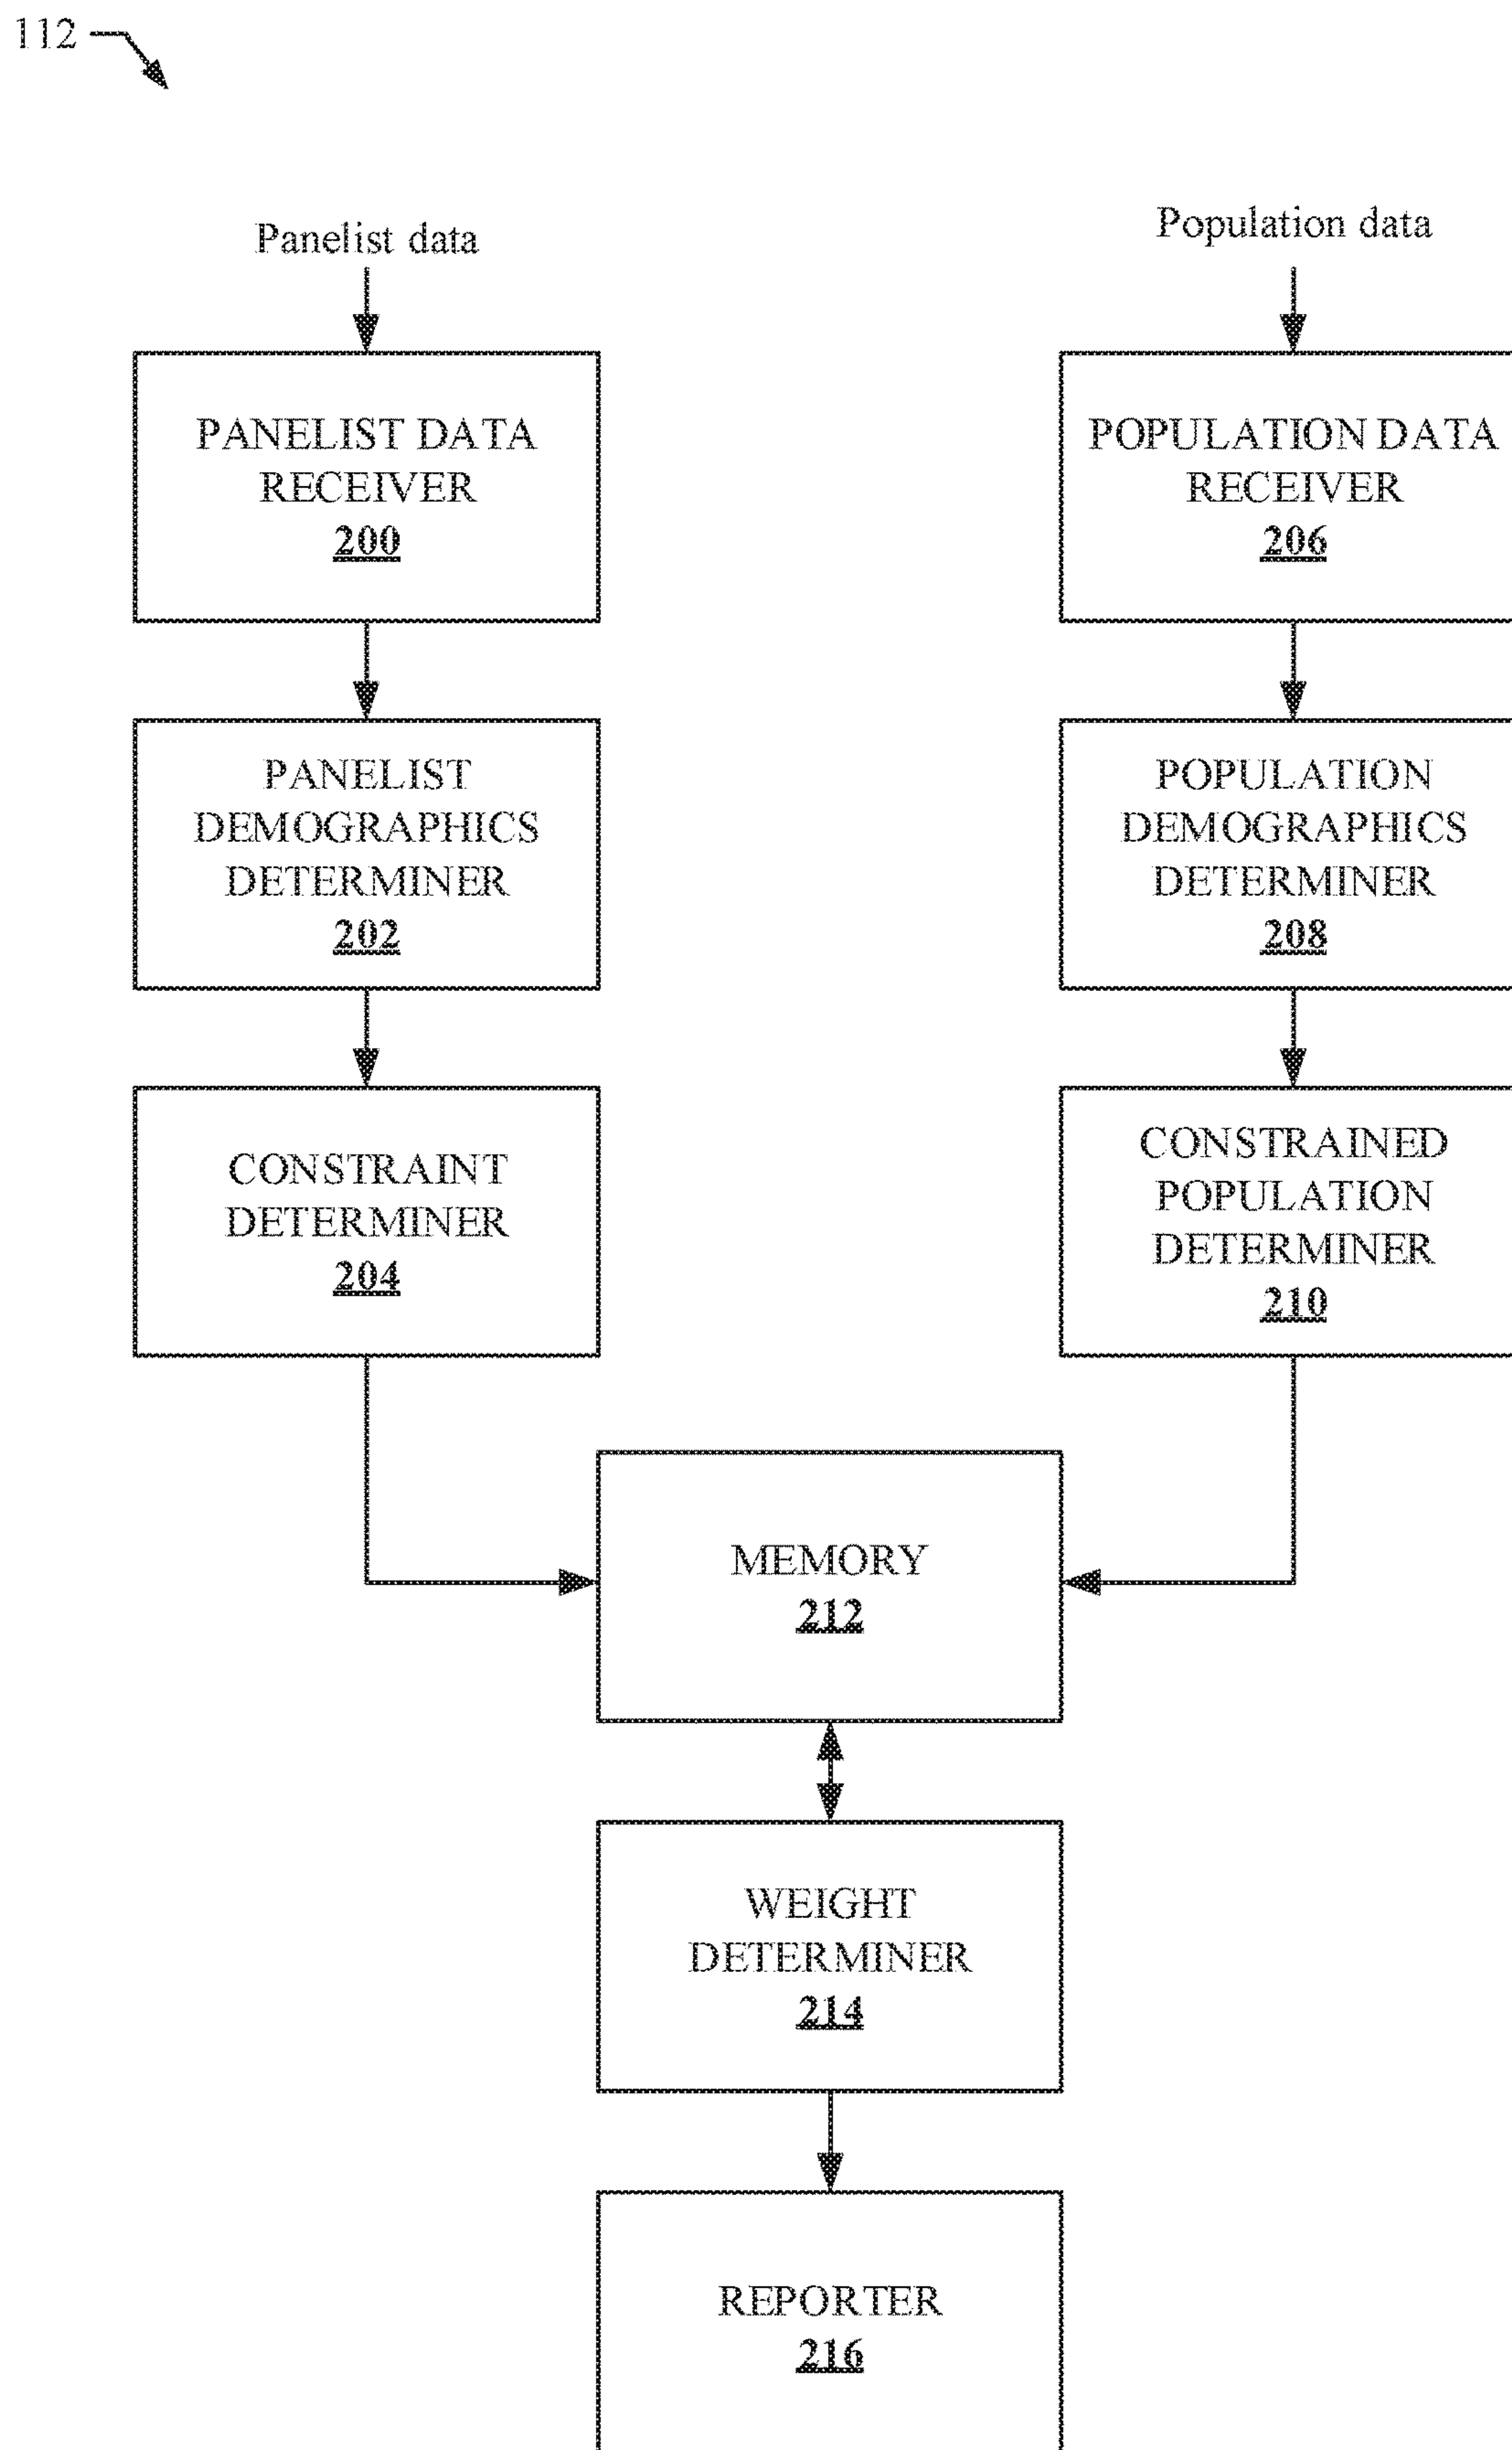 112
Panelist data
Population data
PANELIST DATA
RECEIVER
200
POPULATION DATA
RECEIVER
206
PANELIST
DEMOGRAPHICS
DETERMINER
202
POPULATION
DEMOGRAPHICS
DETERMINER
208
CONSTRAINT
DETERMINER
204
CONSTRAINED
POPULATION
DETERMINER
210
MEMORY
212
WEIGHT
DETERMINER
214
REPORTER
216